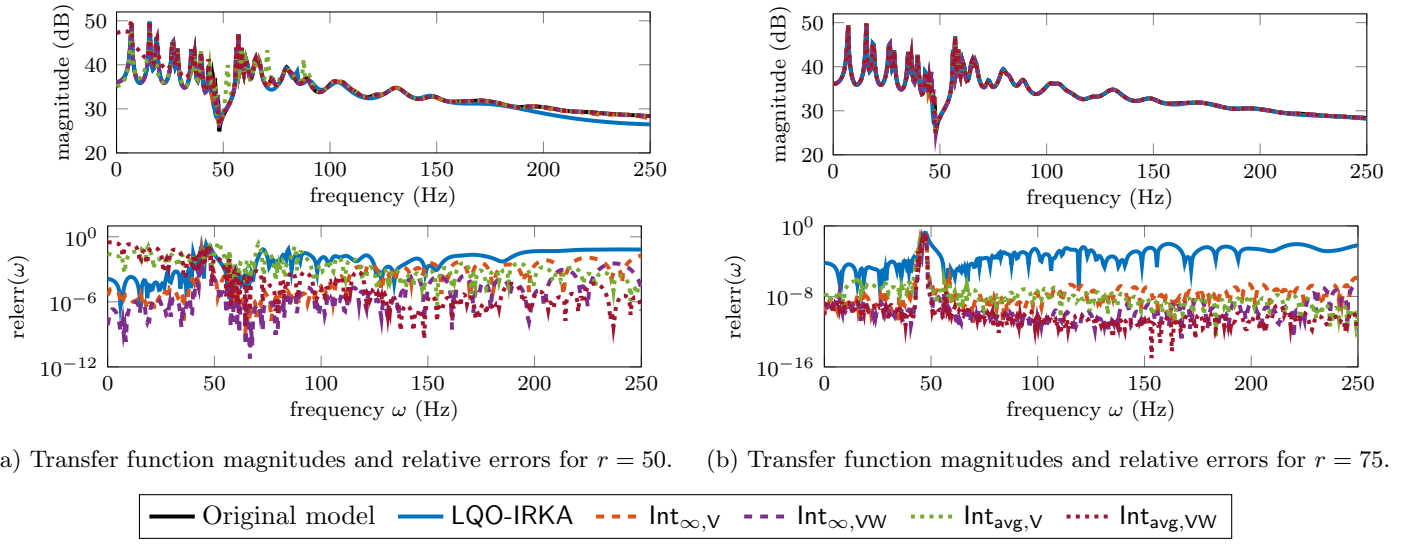 50
40
30
20
magnitude (dB)
0 50 100 150 200 250
frequency (Hz)
50
40
30
20
magnitude (dB)
0 50 100 150 200 250
frequency (Hz)
10^0
10^−6
10^−12
relerr(ω)
0 50 100 150 200 250
frequency ω (Hz)
10^0
10^−8
10^−16
relerr(ω)
0 50 100 150 200 250
frequency ω (Hz)
a) Transfer function magnitudes and relative errors for r = 50.
(b) Transfer function magnitudes and relative errors for r = 75.
Original model LQO-IRKA Int∞,V Int∞,VW Intavg,V Intavg,VW